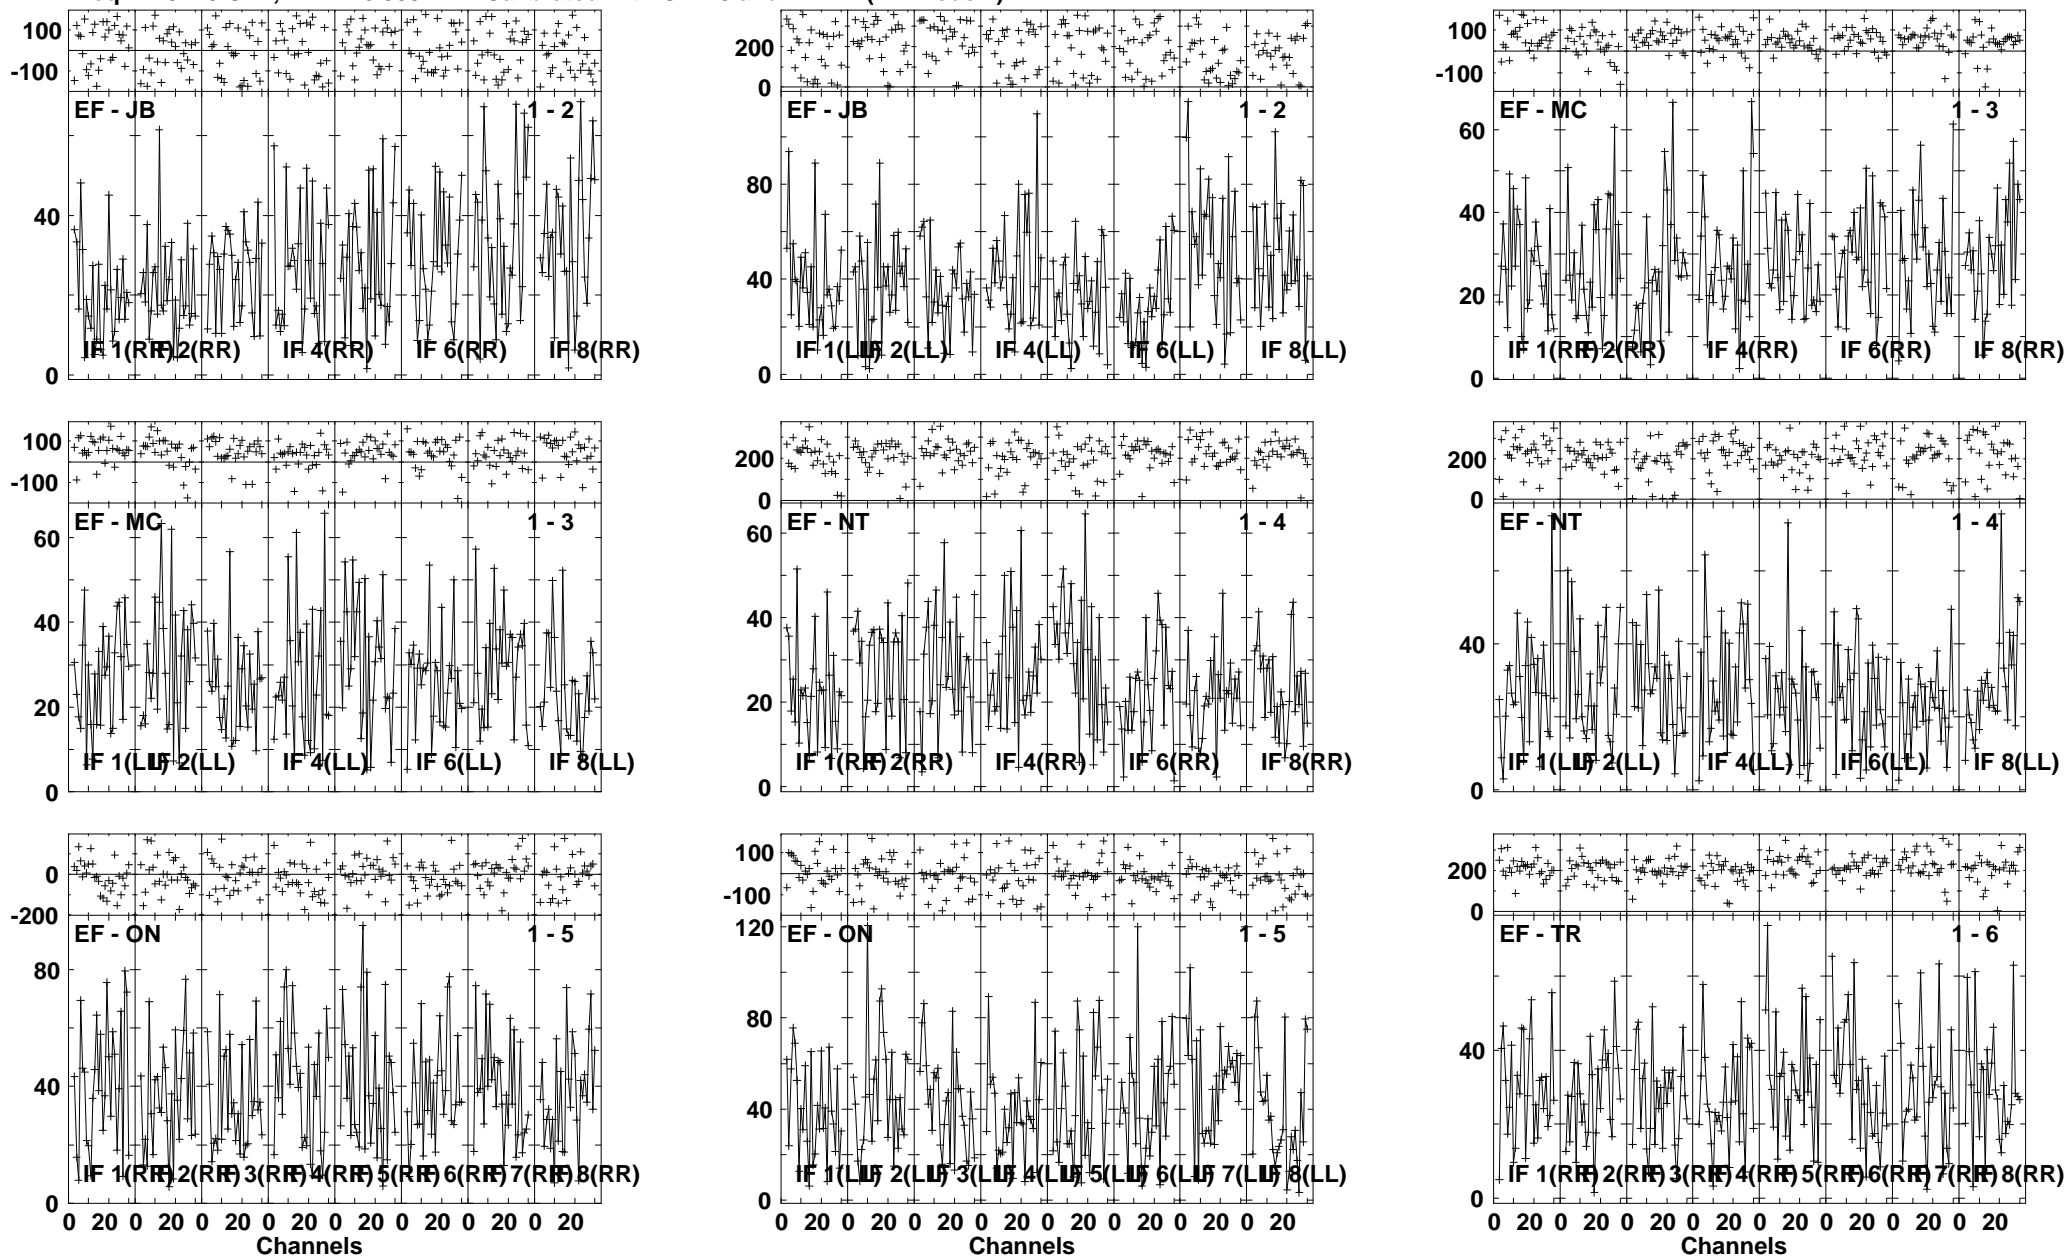 100
-100
EF - JB 1 - 2
40
IF 1(RR) IF 2(RR) IF 4(RR) IF 6(RR) IF 8(RR)
0
200
0
EF - JB 1 - 2
80
40
IF 1(LL) IF 2(LL) IF 4(LL) IF 6(LL) IF 8(LL)
0
100
-100
EF - MC 1 - 3
60
40
20
IF 1(RR) IF 2(RR) IF 4(RR) IF 6(RR) IF 8(RR)
0
100
-100
EF - MC 1 - 3
60
40
20
IF 1(LL) IF 2(LL) IF 4(LL) IF 6(LL) IF 8(LL)
0
200
0
EF - NT 1 - 4
60
40
20
IF 1(RR) IF 2(RR) IF 4(RR) IF 6(RR) IF 8(RR)
0
200
0
EF - NT 1 - 4
40
IF 1(LL) IF 2(LL) IF 4(LL) IF 6(LL) IF 8(LL)
0
0
-200
EF - ON 1 - 5
80
40
IF 1(RR) IF 2(RR) IF 3(RR) IF 4(RR) IF 5(RR) IF 6(RR) IF 7(RR) IF 8(RR)
0
0 20 0 20 0 20 0 20 0 20 0 20 0 20 0 20
Channels
100
-100
120
EF - ON 1 - 5
80
40
IF 1(LL) IF 2(LL) IF 3(LL) IF 4(LL) IF 5(LL) IF 6(LL) IF 7(LL) IF 8(LL)
0
0 20 0 20 0 20 0 20 0 20 0 20 0 20 0 20
Channels
200
0
EF - TR 1 - 6
40
IF 1(RR) IF 2(RR) IF 3(RR) IF 4(RR) IF 5(RR) IF 6(RR) IF 7(RR) IF 8(RR)
0
0 20 0 20 0 20 0 20 0 20 0 20 0 20 0 20
Channels